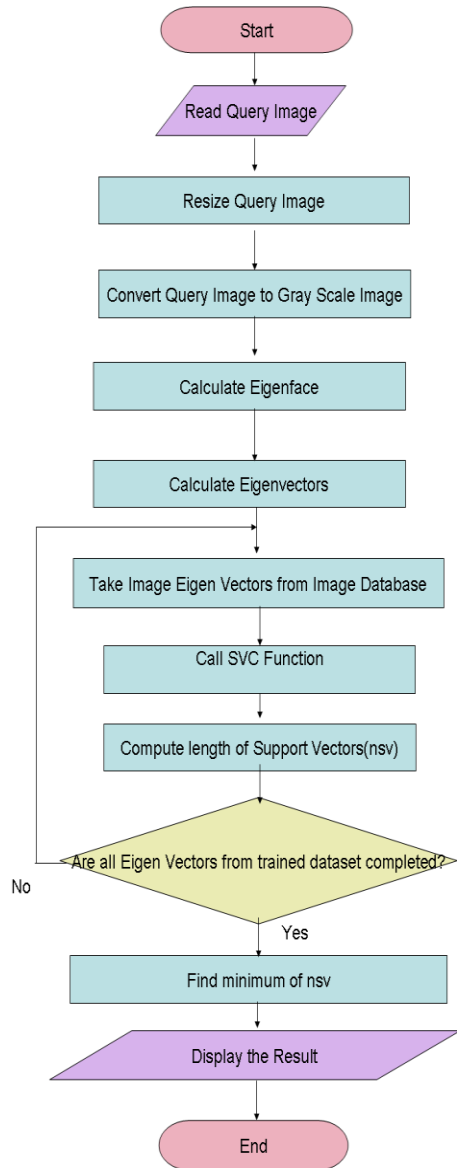 Start
Read Query Image
Resize Query Image
Convert Query Image to Gray Scale Image
Calculate Eigenface
Calculate Eigenvectors
Take Image Eigen Vectors from Image Database
Call SVC Function
Compute length of Support Vectors(nsv)
Are all Eigen Vectors from trained dataset completed?
No
Yes
Find minimum of nsv
Display the Result
End